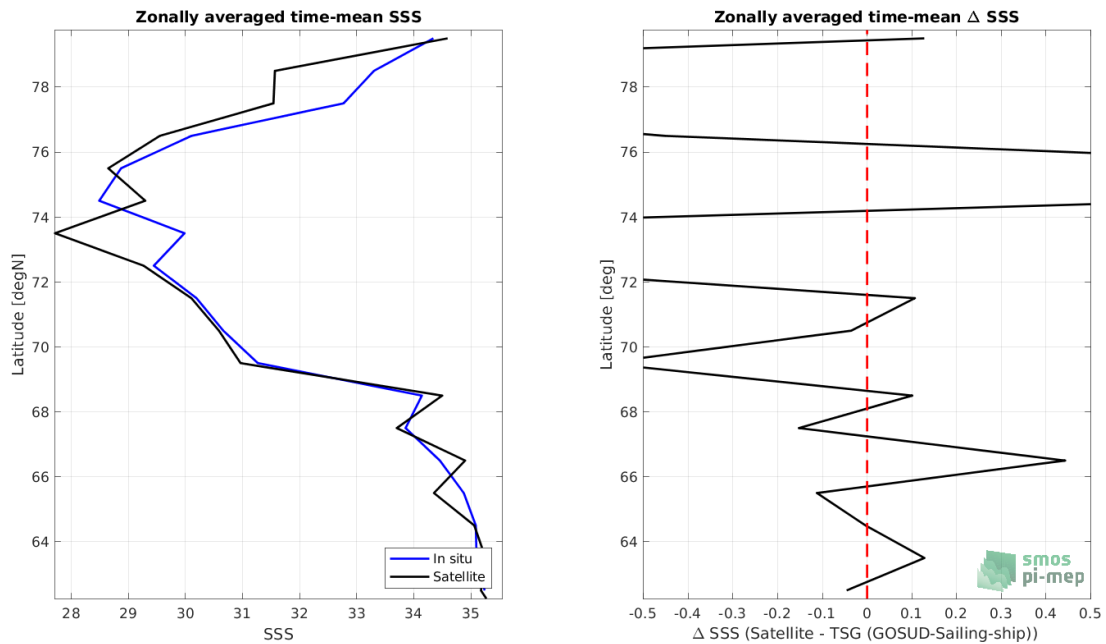 Zonally averaged time-mean SSS
Latitude [degN]
78
76
74
72
70
68
66
64
28 29 30 31 32 33 34 35
SSS
In situ
Satellite
Zonally averaged time-mean Δ SSS
Latitude [deg]
78
76
74
72
70
68
66
64
-0.5 -0.4 -0.3 -0.2 -0.1 0 0.1 0.2 0.3 0.4 0.5
Δ SSS (Satellite - TSG (GOSUD-Sailing-ship))
smos
pi-mep